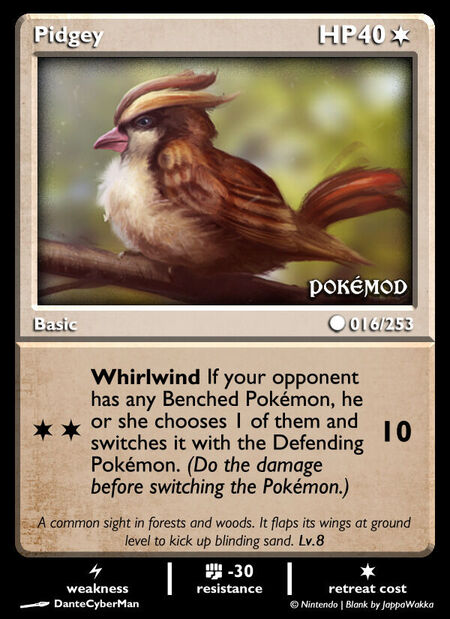 Pidgey HP40
POKÉMOD
Basic 016/253
Whirlwind If your opponent
has any Benched Pokémon, he
or she chooses 1 of them and
switches it with the Defending
Pokémon. (Do the damage
before switching the Pokémon.)
10
A common sight in forests and woods. It flaps its wings at ground
level to kick up blinding sand. Lv.8
weakness
-30
resistance
retreat cost
DanteCyberMan
© Nintendo | Blank by JappaWakka